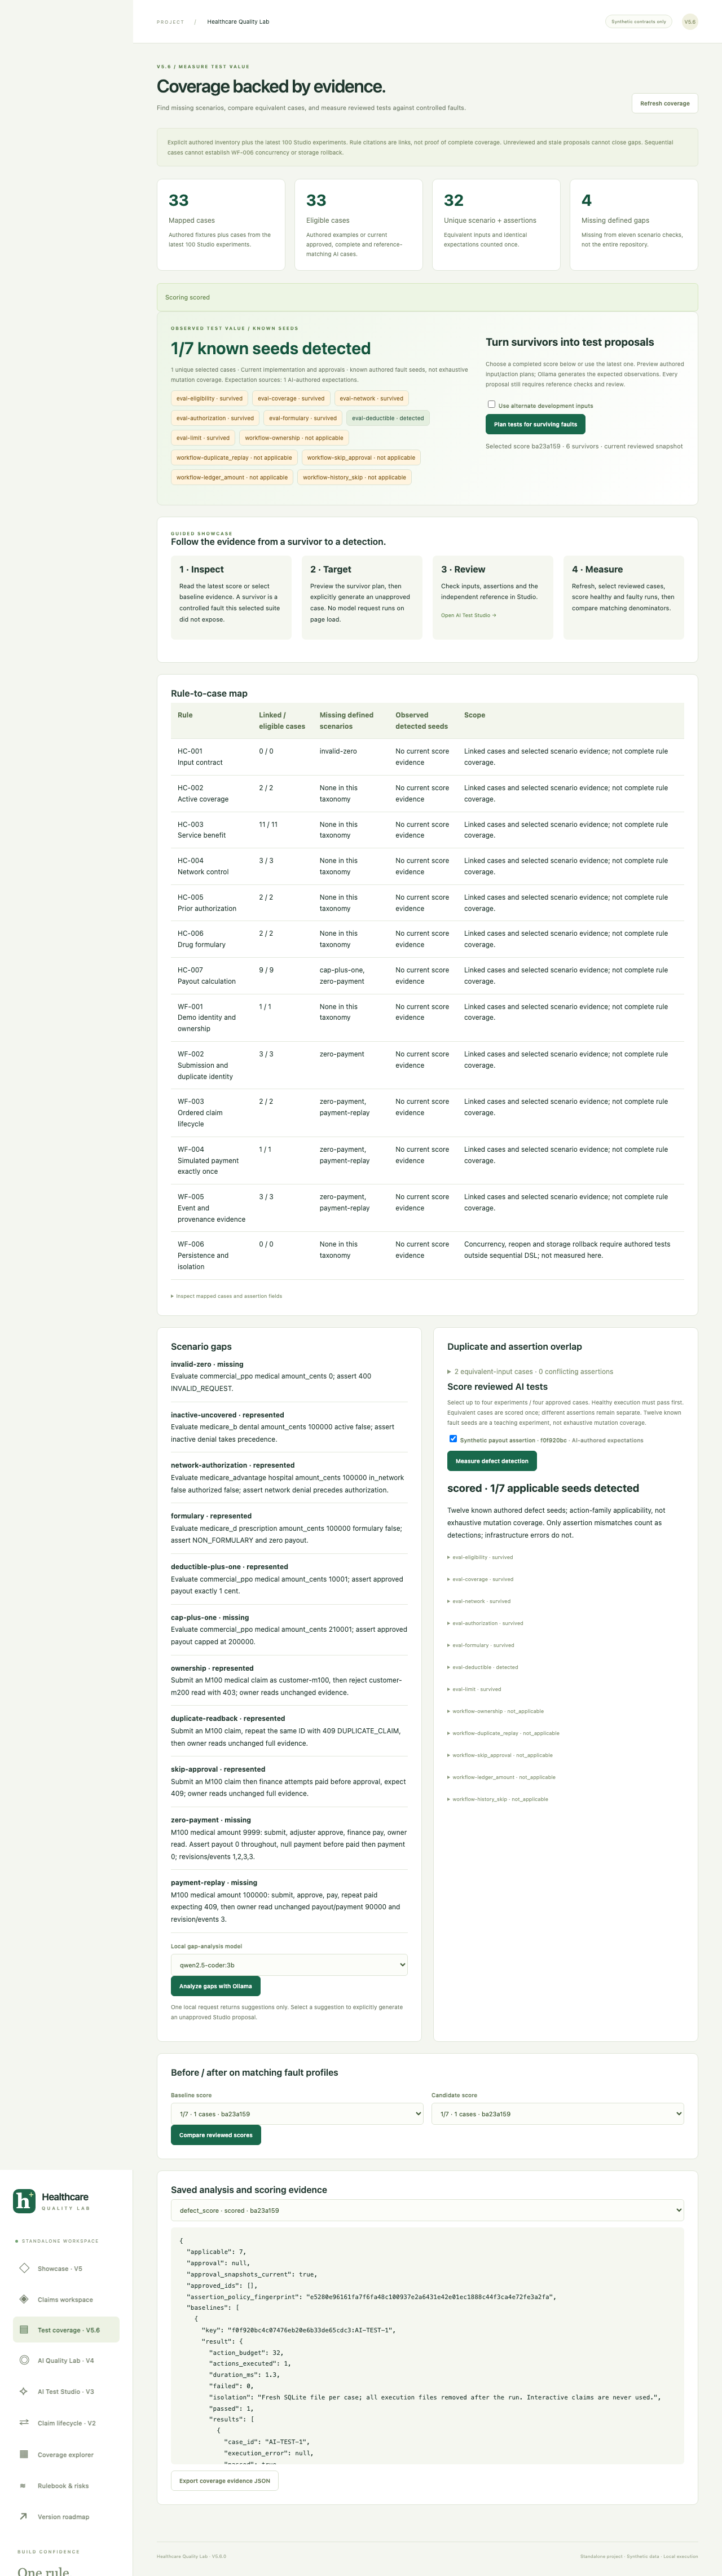 PROJECT / Healthcare Quality Lab
Synthetic contracts only
V5.6
V5.6 / MEASURE TEST VALUE
Coverage backed by evidence.
Find missing scenarios, compare equivalent cases, and measure reviewed tests against controlled faults.
Refresh coverage
Explicit authored inventory plus the latest 100 Studio experiments. Rule citations are links, not proof of complete coverage. Unreviewed and stale proposals cannot close gaps. Sequential
cases cannot establish WF-006 concurrency or storage rollback.
33
Mapped cases
Authored fixtures plus cases from the
latest 100 Studio experiments.
33
Eligible cases
Authored examples or current
approved, complete and reference-
matching AI cases.
32
Unique scenario + assertions
Equivalent inputs and identical
expectations counted once.
4
Missing defined gaps
Missing from eleven scenario checks,
not the entire repository.
Scoring scored
OBSERVED TEST VALUE / KNOWN SEEDS
1/7 known seeds detected
1 unique selected cases · Current implementation and approvals · known authored fault seeds, not exhaustive
mutation coverage. Expectation sources: 1 AI-authored expectations.
eval-eligibility · survived
eval-coverage · survived
eval-network · survived
eval-authorization · survived
eval-formulary · survived
eval-deductible · detected
eval-limit · survived
workflow-ownership · not applicable
workflow-duplicate_replay · not applicable
workflow-skip_approval · not applicable
workflow-ledger_amount · not applicable
workflow-history_skip · not applicable
Turn survivors into test proposals
Choose a completed score below or use the latest one. Preview authored
input/action plans; Ollama generates the expected observations. Every
proposal still requires reference checks and review.
Use alternate development inputs
Plan tests for surviving faults
Selected score ba23a159 · 6 survivors · current reviewed snapshot
GUIDED SHOWCASE
Follow the evidence from a survivor to a detection.
1 · Inspect
Read the latest score or select
baseline evidence. A survivor is a
controlled fault this selected suite
did not expose.
2 · Target
Preview the survivor plan, then
explicitly generate an unapproved
case. No model request runs on
page load.
3 · Review
Check inputs, assertions and the
independent reference in Studio.
Open AI Test Studio →
4 · Measure
Refresh, select reviewed cases,
score healthy and faulty runs, then
compare matching denominators.
Rule-to-case map
Rule | Linked / eligible cases | Missing defined scenarios | Observed detected seeds | Scope
HC-001 Input contract | 0 / 0 | invalid-zero | No current score evidence | Linked cases and selected scenario evidence; not complete rule coverage.
HC-002 Active coverage | 2 / 2 | None in this taxonomy | No current score evidence | Linked cases and selected scenario evidence; not complete rule coverage.
HC-003 Service benefit | 11 / 11 | None in this taxonomy | No current score evidence | Linked cases and selected scenario evidence; not complete rule coverage.
HC-004 Network control | 3 / 3 | None in this taxonomy | No current score evidence | Linked cases and selected scenario evidence; not complete rule coverage.
HC-005 Prior authorization | 2 / 2 | None in this taxonomy | No current score evidence | Linked cases and selected scenario evidence; not complete rule coverage.
HC-006 Drug formulary | 2 / 2 | None in this taxonomy | No current score evidence | Linked cases and selected scenario evidence; not complete rule coverage.
HC-007 Payout calculation | 9 / 9 | cap-plus-one, zero-payment | No current score evidence | Linked cases and selected scenario evidence; not complete rule coverage.
WF-001 Demo identity and ownership | 1 / 1 | None in this taxonomy | No current score evidence | Linked cases and selected scenario evidence; not complete rule coverage.
WF-002 Submission and duplicate identity | 3 / 3 | zero-payment | No current score evidence | Linked cases and selected scenario evidence; not complete rule coverage.
WF-003 Ordered claim lifecycle | 2 / 2 | zero-payment, payment-replay | No current score evidence | Linked cases and selected scenario evidence; not complete rule coverage.
WF-004 Simulated payment exactly once | 1 / 1 | zero-payment, payment-replay | No current score evidence | Linked cases and selected scenario evidence; not complete rule coverage.
WF-005 Event and provenance evidence | 3 / 3 | zero-payment, payment-replay | No current score evidence | Linked cases and selected scenario evidence; not complete rule coverage.
WF-006 Persistence and isolation | 0 / 0 | None in this taxonomy | No current score evidence | Concurrency, reopen and storage rollback require authored tests outside sequential DSL; not measured here.
▸ Inspect mapped cases and assertion fields
Scenario gaps
invalid-zero · missing
Evaluate commercial_ppo medical amount_cents 0; assert 400
INVALID_REQUEST.
inactive-uncovered · represented
Evaluate medicare_b dental amount_cents 100000 active false; assert
inactive denial takes precedence.
network-authorization · represented
Evaluate medicare_advantage hospital amount_cents 100000 in_network
false authorized false; assert network denial precedes authorization.
formulary · represented
Evaluate medicare_d prescription amount_cents 100000 formulary false;
assert NON_FORMULARY and zero payout.
deductible-plus-one · represented
Evaluate commercial_ppo medical amount_cents 10001; assert approved
payout exactly 1 cent.
cap-plus-one · missing
Evaluate commercial_ppo medical amount_cents 210001; assert approved
payout capped at 200000.
ownership · represented
Submit an M100 medical claim as customer-m100, then reject customer-
m200 read with 403; owner reads unchanged evidence.
duplicate-readback · represented
Submit an M100 claim, repeat the same ID with 409 DUPLICATE_CLAIM,
then owner reads unchanged full evidence.
skip-approval · represented
Submit an M100 claim then finance attempts paid before approval, expect
409; owner reads unchanged full evidence.
zero-payment · missing
M100 medical amount 9999: submit, adjuster approve, finance pay, owner
read. Assert payout 0 throughout, null payment before paid then payment
0; revisions/events 1,2,3,3.
payment-replay · missing
M100 medical amount 100000: submit, approve, pay, repeat paid
expecting 409, then owner read unchanged payout/payment 90000 and
revision/events 3.
Local gap-analysis model
qwen2.5-coder:3b
Analyze gaps with Ollama
One local request returns suggestions only. Select a suggestion to explicitly generate
an unapproved Studio proposal.
Duplicate and assertion overlap
▸ 2 equivalent-input cases · 0 conflicting assertions
Score reviewed AI tests
Select up to four experiments / four approved cases. Healthy execution must pass first.
Equivalent cases are scored once; different assertions remain separate. Twelve known
fault seeds are a teaching experiment, not exhaustive mutation coverage.
Synthetic payout assertion · f0f920bc · AI-authored expectations
Measure defect detection
scored · 1/7 applicable seeds detected
Twelve known authored defect seeds; action-family applicability, not
exhaustive mutation coverage. Only assertion mismatches count as
detections; infrastructure errors do not.
▸ eval-eligibility · survived
▸ eval-coverage · survived
▸ eval-network · survived
▸ eval-authorization · survived
▸ eval-formulary · survived
▸ eval-deductible · detected
▸ eval-limit · survived
▸ workflow-ownership · not_applicable
▸ workflow-duplicate_replay · not_applicable
▸ workflow-skip_approval · not_applicable
▸ workflow-ledger_amount · not_applicable
▸ workflow-history_skip · not_applicable
Before / after on matching fault profiles
Baseline score
1/7 · 1 cases · ba23a159
Candidate score
1/7 · 1 cases · ba23a159
Compare reviewed scores
Saved analysis and scoring evidence
defect_score · scored · ba23a159
{
"applicable": 7,
"approval": null,
"approval_snapshots_current": true,
"approved_ids": [],
"assertion_policy_fingerprint": "e5280e96161fa7f6fa48c100937e2a6431e42e01ec1888c44f3ca4e72fe3a2fa",
"baselines": [
{
"key": "f0f920bc4c07476eb20e6b33de65cdc3:AI-TEST-1",
"result": {
"action_budget": 32,
"actions_executed": 1,
"duration_ms": 1.3,
"failed": 0,
"isolation": "Fresh SQLite file per case; all execution files removed after the run. Interactive claims are never used.",
"passed": 1,
"results": [
{
"case_id": "AI-TEST-1",
"execution_error": null,
"passed": true,
Export coverage evidence JSON
Healthcare Quality Lab · V5.6.0
Standalone project · Synthetic data · Local execution
h+
Healthcare
QUALITY LAB
STANDALONE WORKSPACE
Showcase · V5
Claims workspace
Test coverage · V5.6
AI Quality Lab · V4
AI Test Studio · V3
Claim lifecycle · V2
Coverage explorer
Rulebook & risks
Version roadmap
BUILD CONFIDENCE
One rule